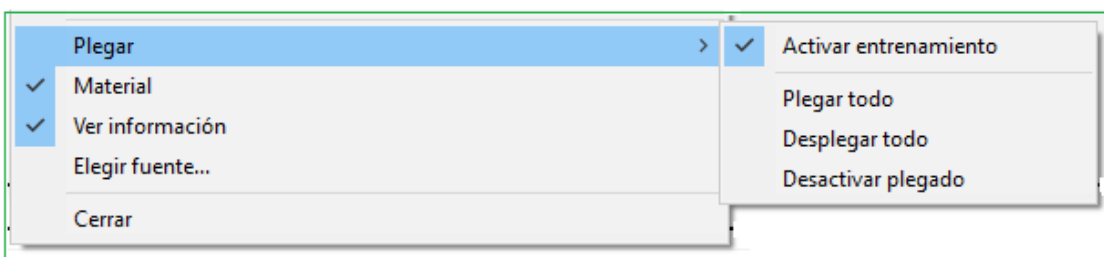 Plegar
Material
Ver información
Elegir fuente...
Cerrar
Activar entrenamiento
Plegar todo
Desplegar todo
Desactivar plegado